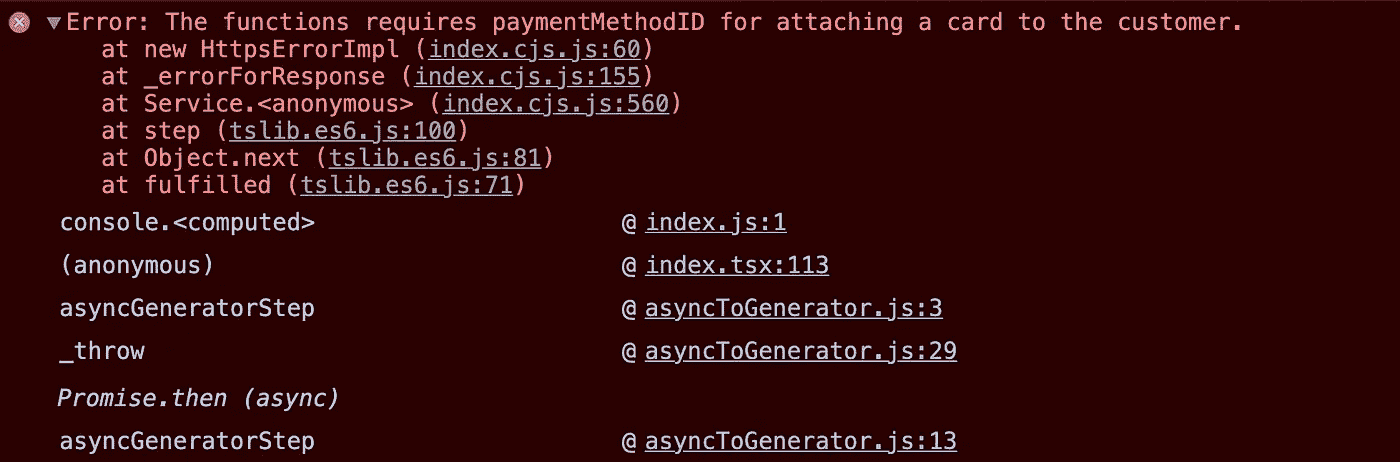 Error: The functions requires paymentMethodID for attaching a card to the customer.
at new HttpsErrorImpl (index.cjs.js:60)
at _errorForResponse (index.cjs.js:155)
at Service.<anonymous> (index.cjs.js:560)
at step (tslib.es6.js:100)
at Object.next (tslib.es6.js:81)
at fulfilled (tslib.es6.js:71)
console.<computed> @ index.js:1
(anonymous) @ index.tsx:113
asyncGeneratorStep @ asyncToGenerator.js:3
_throw @ asyncToGenerator.js:29
Promise.then (async)
asyncGeneratorStep @ asyncToGenerator.js:13